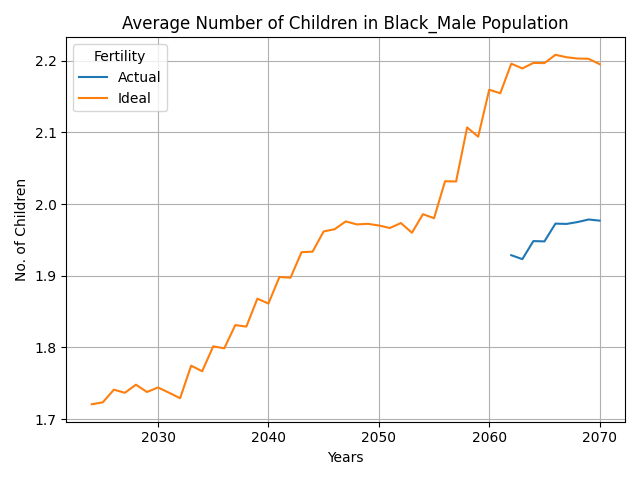 Average Number of Children in Black_Male Population
Fertility
Actual
Ideal
No. of Children
2.2
2.1
2.0
1.9
1.8
1.7
2030 2040 2050 2060 2070
Years